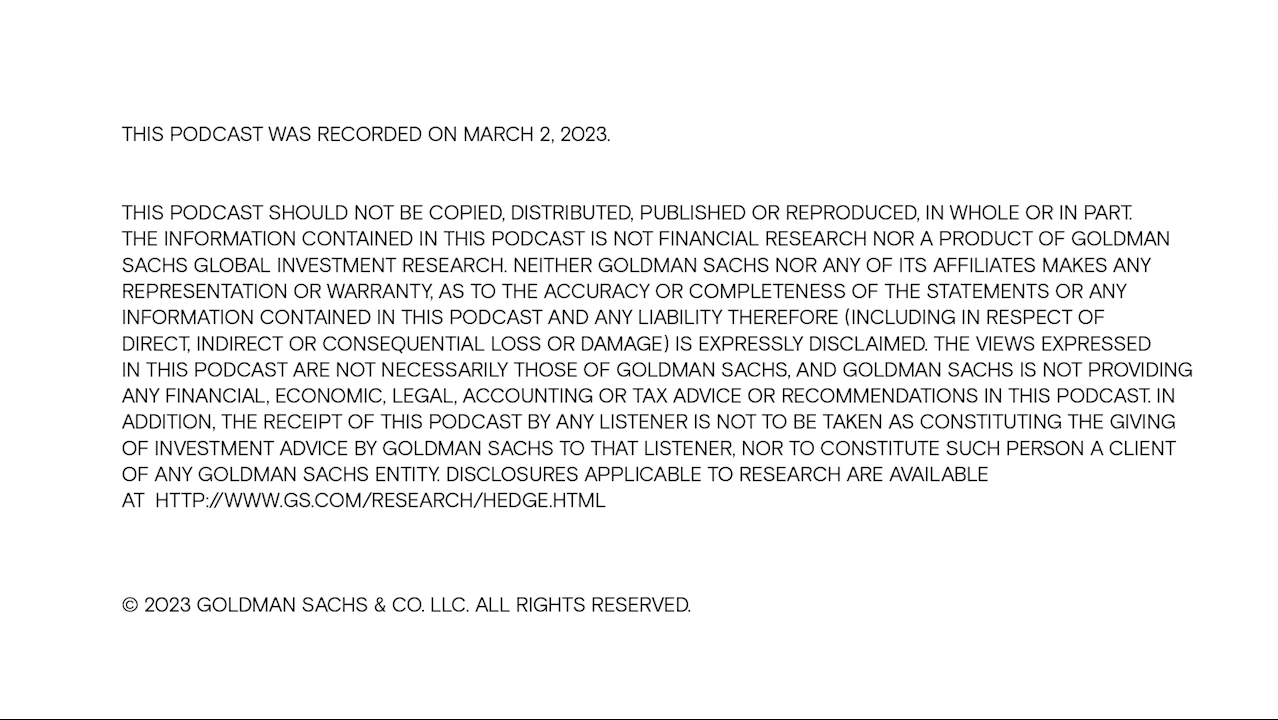 THIS PODCAST WAS RECORDED ON MARCH 2, 2023.
THIS PODCAST SHOULD NOT BE COPIED, DISTRIBUTED, PUBLISHED OR REPRODUCED, IN WHOLE OR IN PART.
THE INFORMATION CONTAINED IN THIS PODCAST IS NOT FINANCIAL RESEARCH NOR A PRODUCT OF GOLDMAN
SACHS GLOBAL INVESTMENT RESEARCH. NEITHER GOLDMAN SACHS NOR ANY OF ITS AFFILIATES MAKES ANY
REPRESENTATION OR WARRANTY, AS TO THE ACCURACY OR COMPLETENESS OF THE STATEMENTS OR ANY
INFORMATION CONTAINED IN THIS PODCAST AND ANY LIABILITY THEREFORE (INCLUDING IN RESPECT OF
DIRECT, INDIRECT OR CONSEQUENTIAL LOSS OR DAMAGE) IS EXPRESSLY DISCLAIMED. THE VIEWS EXPRESSED
IN THIS PODCAST ARE NOT NECESSARILY THOSE OF GOLDMAN SACHS, AND GOLDMAN SACHS IS NOT PROVIDING
ANY FINANCIAL, ECONOMIC, LEGAL, ACCOUNTING OR TAX ADVICE OR RECOMMENDATIONS IN THIS PODCAST. IN
ADDITION, THE RECEIPT OF THIS PODCAST BY ANY LISTENER IS NOT TO BE TAKEN AS CONSTITUTING THE GIVING
OF INVESTMENT ADVICE BY GOLDMAN SACHS TO THAT LISTENER, NOR TO CONSTITUTE SUCH PERSON A CLIENT
OF ANY GOLDMAN SACHS ENTITY. DISCLOSURES APPLICABLE TO RESEARCH ARE AVAILABLE
AT HTTP://WWW.GS.COM/RESEARCH/HEDGE.HTML
© 2023 GOLDMAN SACHS & CO. LLC. ALL RIGHTS RESERVED.